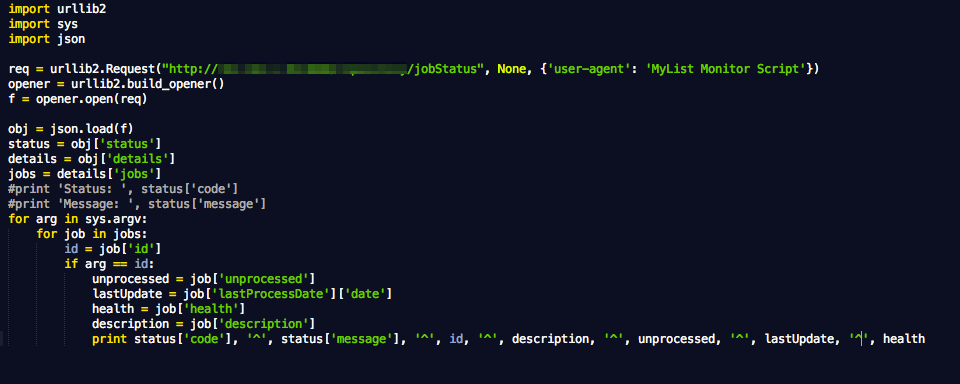 import urllib2
import sys
import json
req = urllib2.Request("http:///jobStatus", None, {'user-agent': 'MyList Monitor Script'})
opener = urllib2.build_opener()
f = opener.open(req)
obj = json.load(f)
status = obj['status']
details = obj['details']
jobs = details['jobs']
#print 'Status: ', status['code']
#print 'Message: ', status['message']
for arg in sys.argv:
    for job in jobs:
        id = job['id']
        if arg == id:
            unprocessed = job['unprocessed']
            lastUpdate = job['lastProcessDate']['date']
            health = job['health']
            description = job['description']
            print status['code'], '^', status['message'], '^', id, '^', description, '^', unprocessed, '^', lastUpdate, '^', health